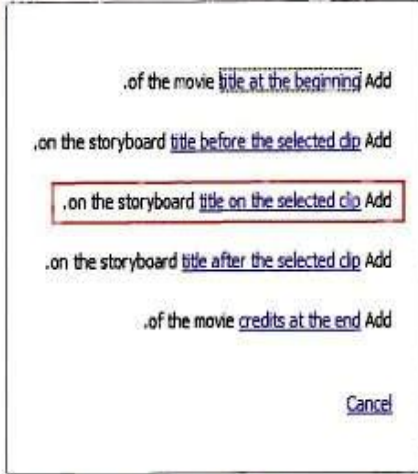 .of the movie title at the beginning Add
.on the storyboard title before the selected clip Add
.on the storyboard title on the selected clip Add
.on the storyboard title after the selected clip Add
.of the movie credits at the end Add
Cancel